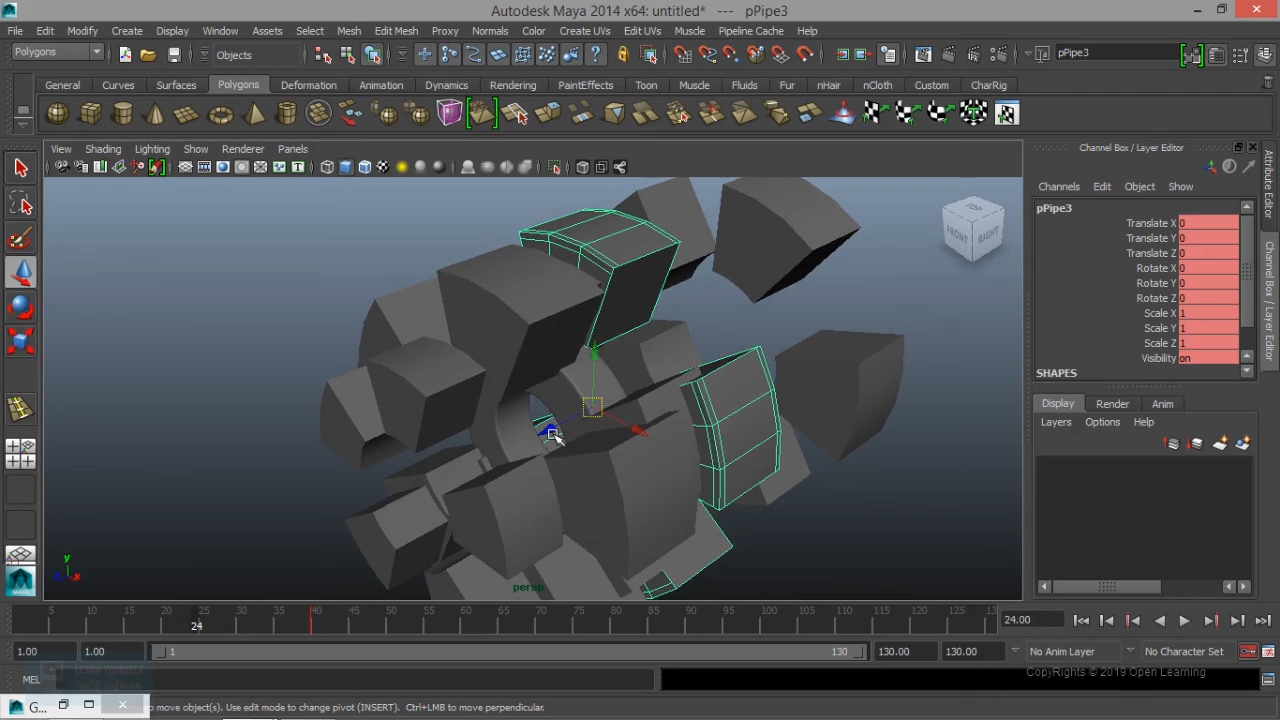 Autodesk Maya 2014 x64: untitled* --- pPipe3
File Edit Modify Create Display Window Assets Select Mesh Edit Mesh Proxy Normals Color Create UVs Edit UVs Muscle Pipeline Cache Help
Polygons Objects pPipe3
General Curves Surfaces Polygons Deformation Animation Dynamics Rendering PaintEffects Toon Muscle Fluids Fur nHair nCloth Custom CharRig
View Shading Lighting Show Renderer Panels
Channel Box / Layer Editor
Channels Edit Object Show
pPipe3
Translate X 0
Translate Y 0
Translate Z 0
Rotate X 0
Rotate Y 0
Rotate Z 0
Scale X 1
Scale Y 1
Scale Z 1
Visibility on
SHAPES
Display Render Anim
Layers Options Help
Attribute Editor
Channel Box / Layer Editor
FRONT RIGHT
y
x
persp
5 10 15 20 25 30 35 40 45 50 55 60 65 70 75 80 85 90 95 100 105 110 115 120 125 13
24
24.00
1.00 1.00 1 130 130.00 130.00 No Anim Layer No Character Set
MEL
CopyRights © 2019 Open Learning
G...
to move object(s). Use edit mode to change pivot (INSERT). Ctrl+LMB to move perpendicular.